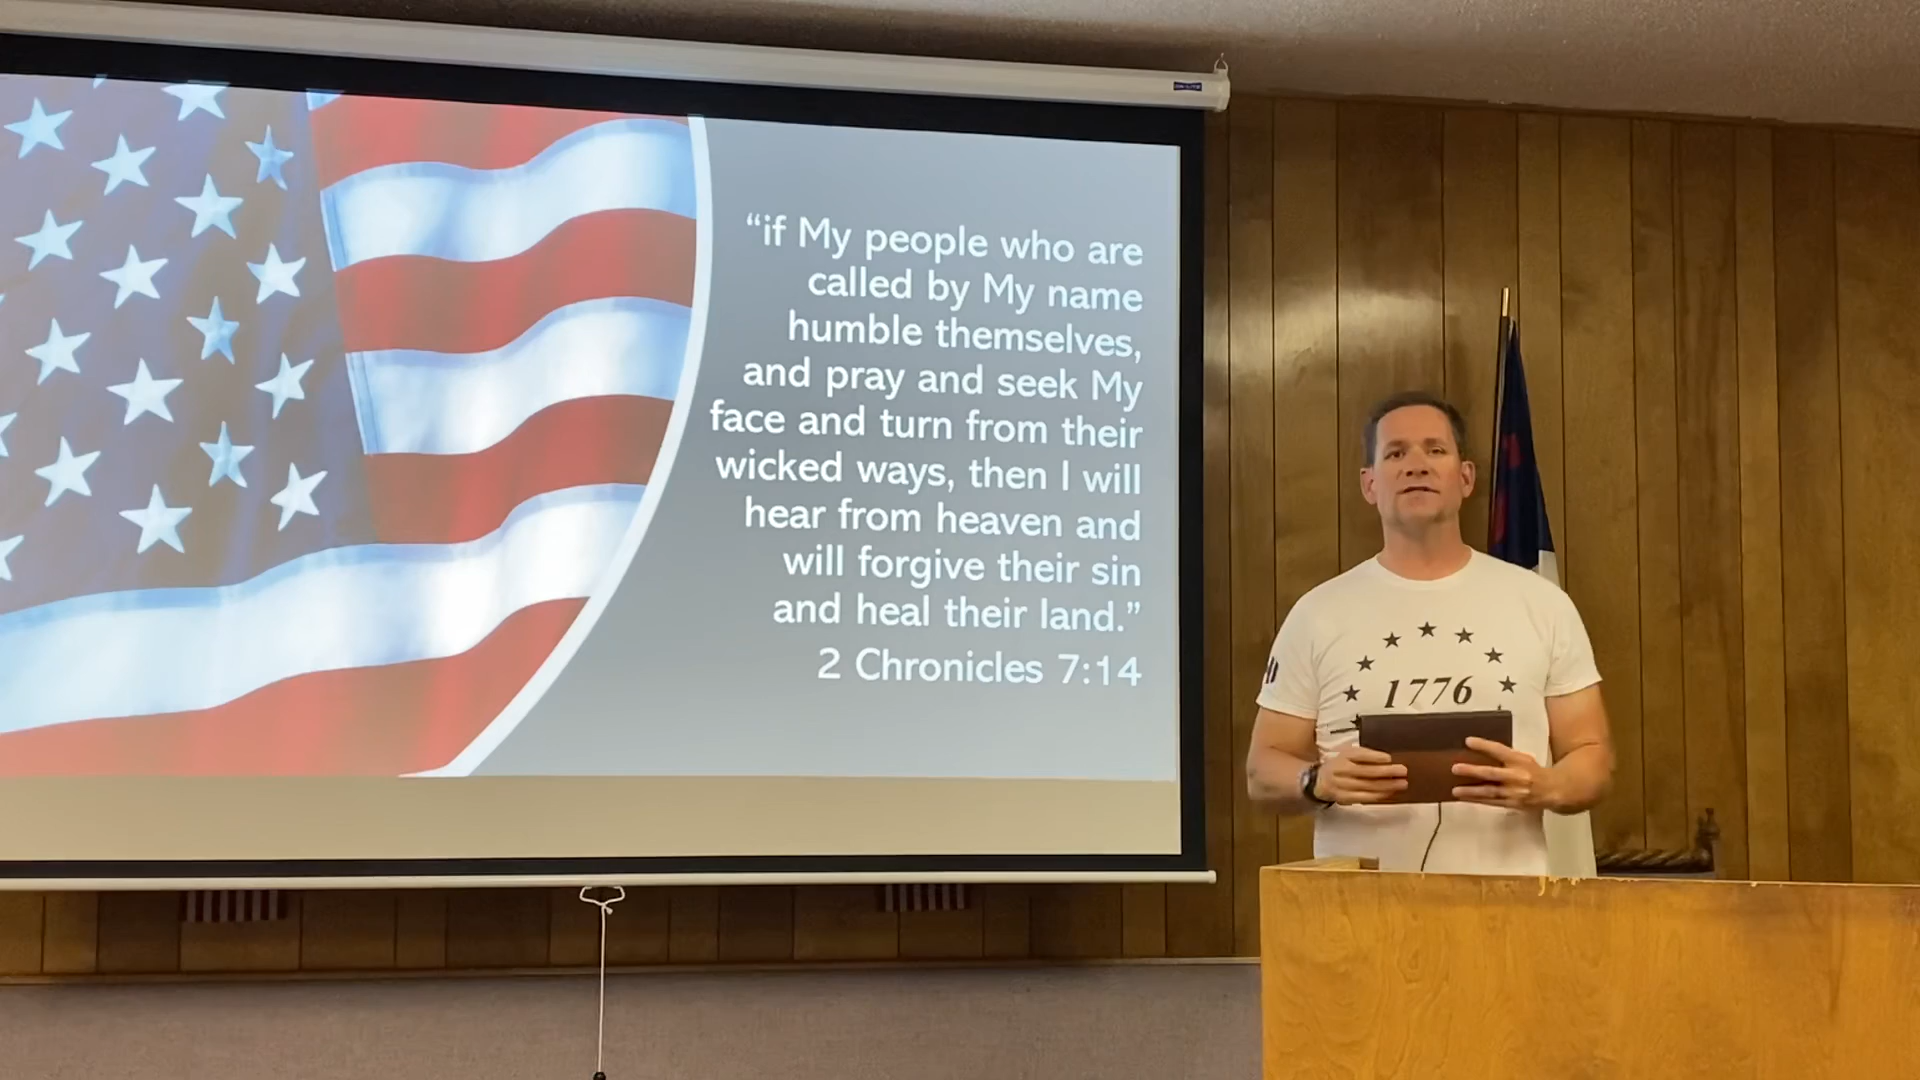 “if My people who are
called by My name
humble themselves,
and pray and seek My
face and turn from their
wicked ways, then I will
hear from heaven and
will forgive their sin
and heal their land.”
2 Chronicles 7:14
1776